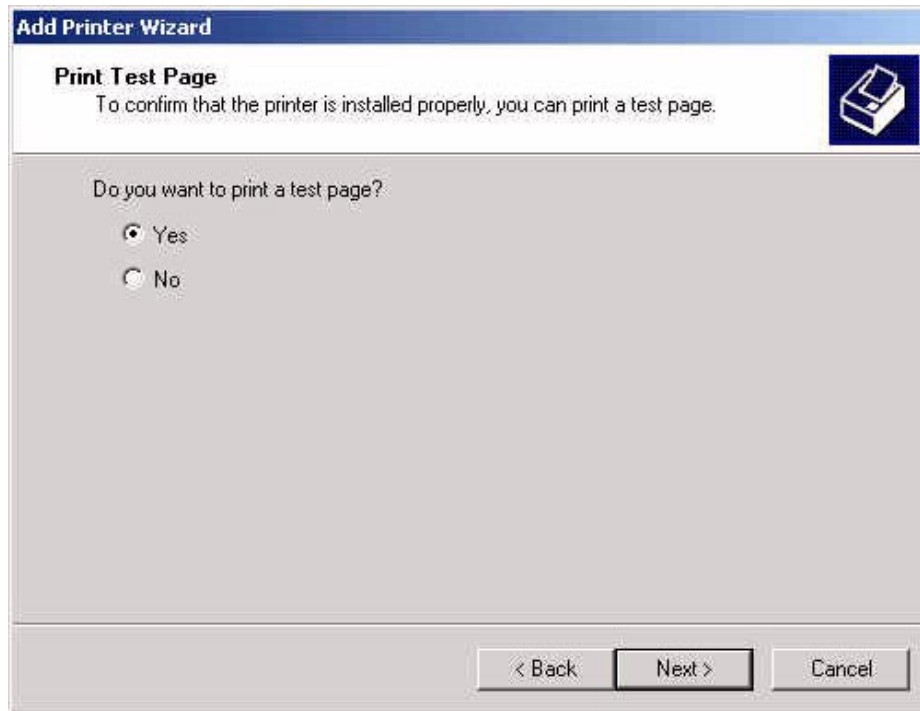 Add Printer Wizard
Print Test Page
To confirm that the printer is installed properly, you can print a test page.
Do you want to print a test page?
Yes
No
< Back
Next >
Cancel